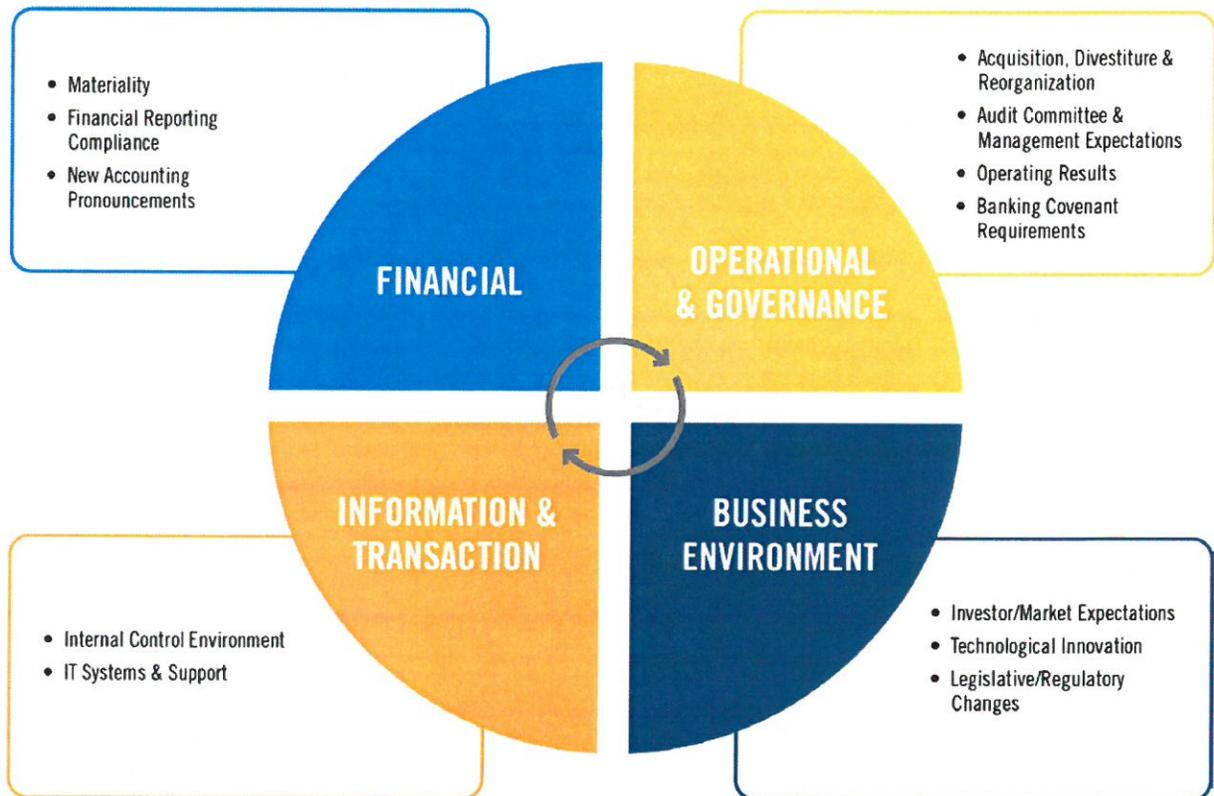 • Materiality
• Financial Reporting
Compliance
• New Accounting
Pronouncements
• Acquisition, Divestiture &
Reorganization
• Audit Committee &
Management Expectations
• Operating Results
• Banking Covenant
Requirements
FINANCIAL
OPERATIONAL
& GOVERNANCE
INFORMATION &
TRANSACTION
BUSINESS
ENVIRONMENT
• Internal Control Environment
• IT Systems & Support
• Investor/Market Expectations
• Technological Innovation
• Legislative/Regulatory
Changes